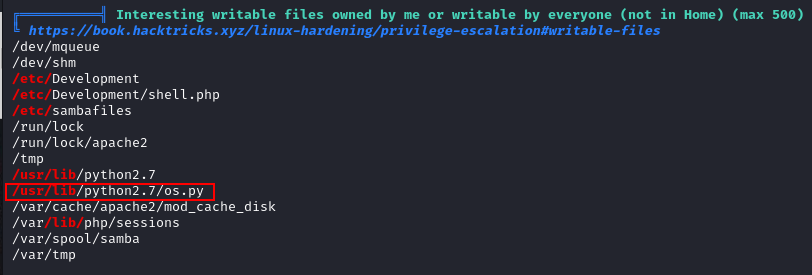 ╔══════════╣ Interesting writable files owned by me or writable by everyone (not in Home) (max 500)
╚ https://book.hacktricks.xyz/linux-hardening/privilege-escalation#writable-files
/dev/mqueue
/dev/shm
/etc/Development
/etc/Development/shell.php
/etc/sambafiles
/run/lock
/run/lock/apache2
/tmp
/usr/lib/python2.7
/usr/lib/python2.7/os.py
/var/cache/apache2/mod_cache_disk
/var/lib/php/sessions
/var/spool/samba
/var/tmp